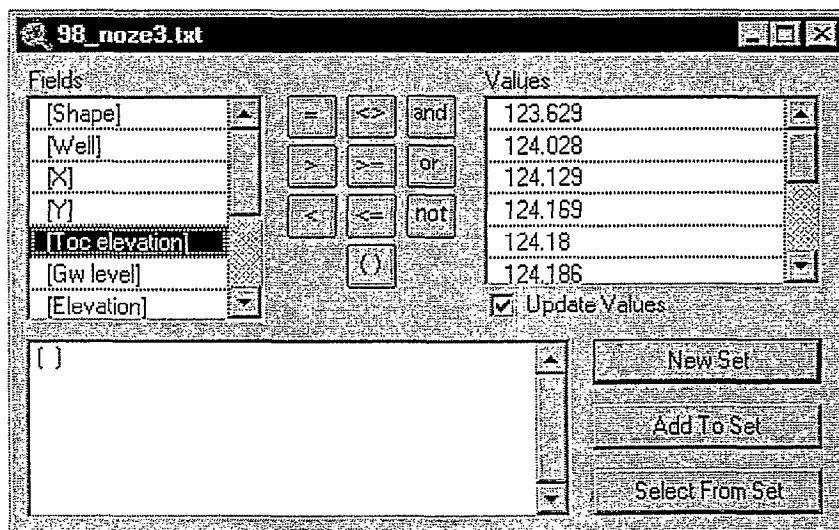 98_noze3.txt
Fields
[Shape]
[Well]
[X]
[Y]
[Toc elevation]
[Gw level]
[Elevation]
= <> and
> >= or
< <= not
()
Values
123.629
124.028
124.129
124.169
124.18
124.186
Update Values
( )
New Set
Add To Set
Select From Set